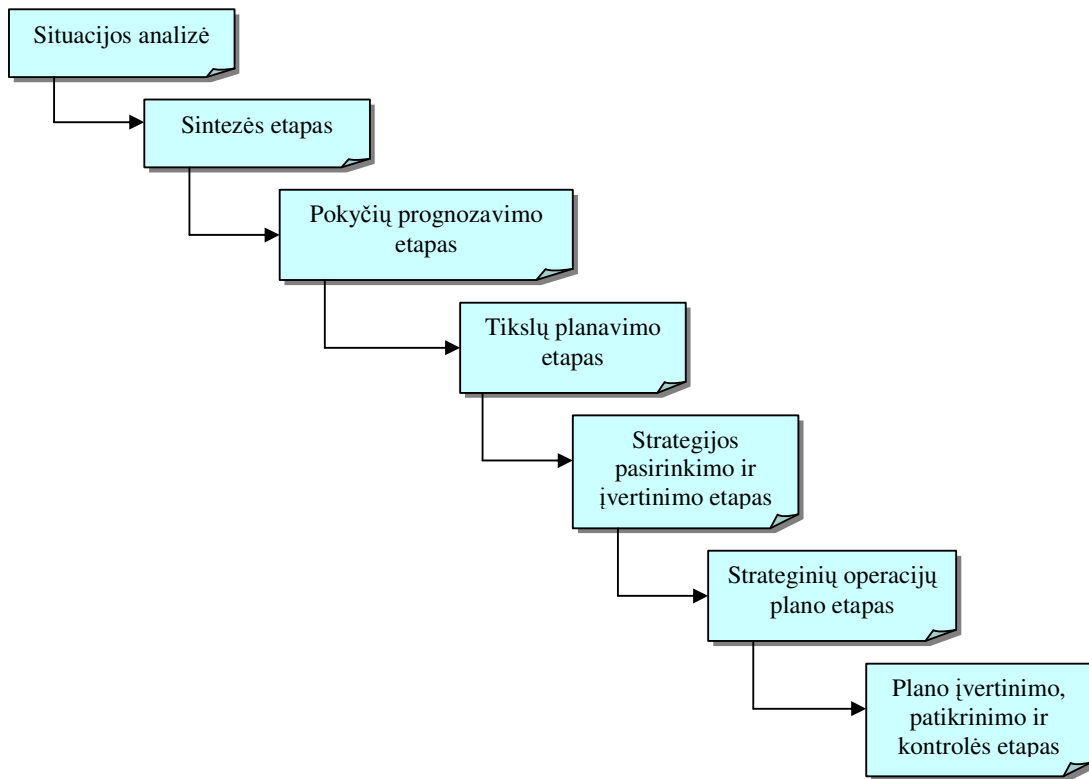 Situacijos analizė
Sintezės etapas
Pokyčių prognozavimo
etapas
Tikslų planavimo
etapas
Strategijos
pasirinkimo ir
įvertinimo etapas
Strateginių operacijų
plano etapas
Plano įvertinimo,
patikrinimo ir
kontrolės etapas